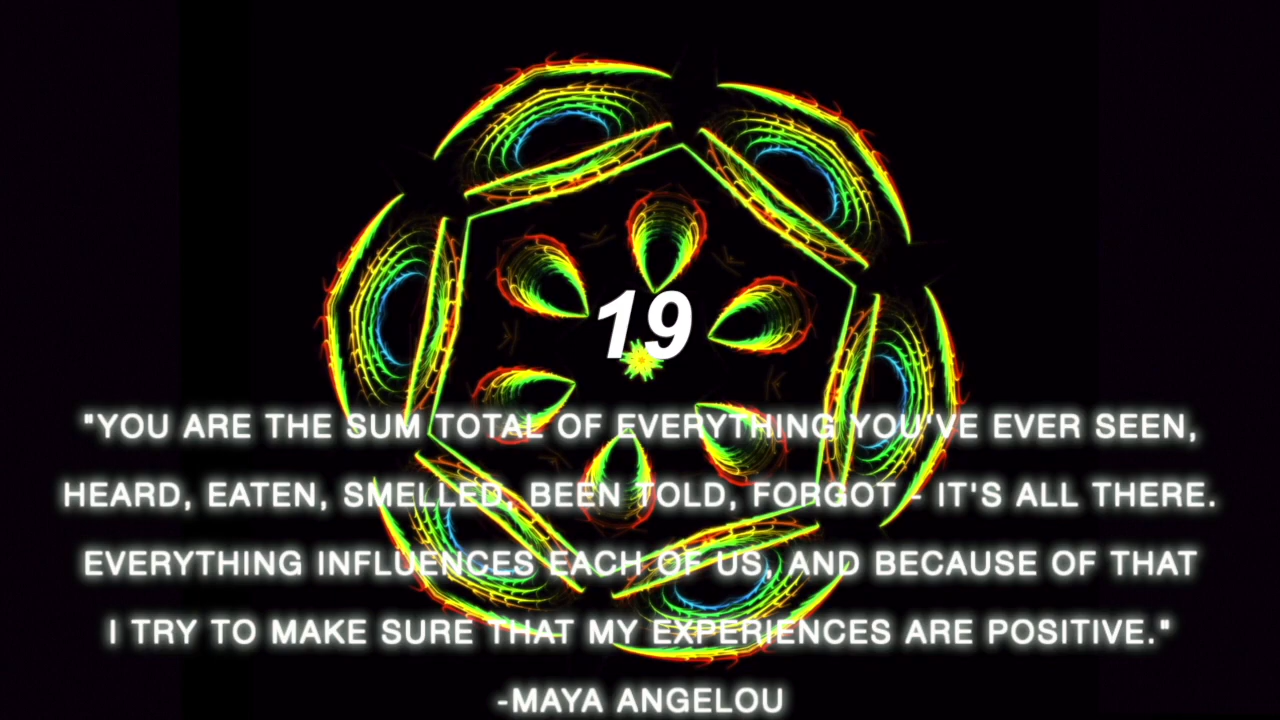 19
"YOU ARE THE SUM TOTAL OF EVERYTHING YOU'VE EVER SEEN,
HEARD, EATEN, SMELLED, BEEN TOLD, FORGOT - IT'S ALL THERE.
EVERYTHING INFLUENCES EACH OF US, AND BECAUSE OF THAT
I TRY TO MAKE SURE THAT MY EXPERIENCES ARE POSITIVE."
-MAYA ANGELOU